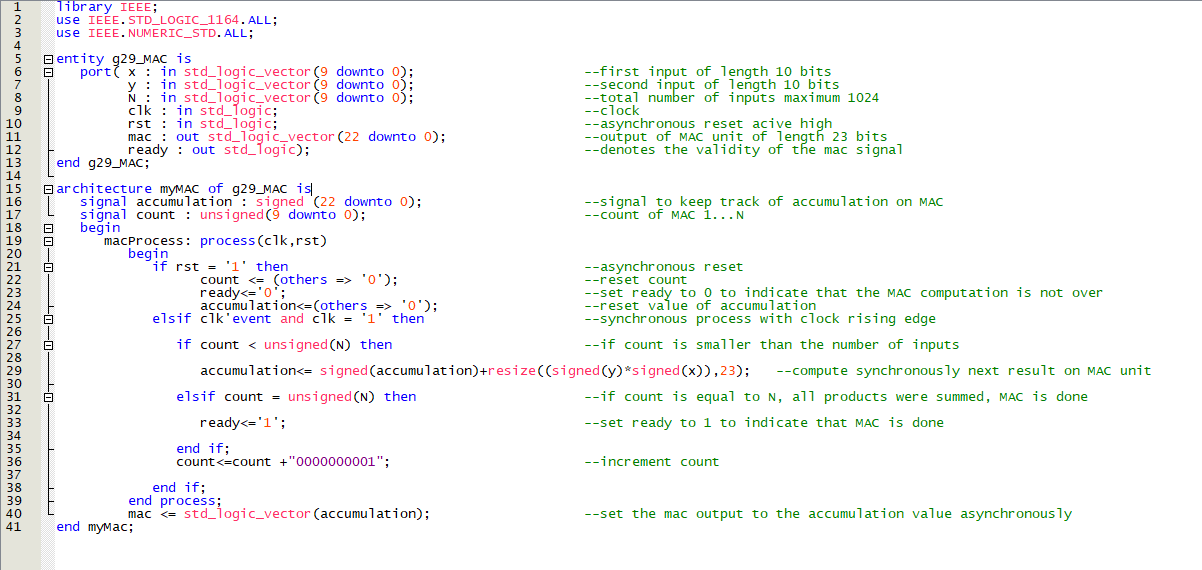 1 library IEEE;
2 use IEEE.STD_LOGIC_1164.ALL;
3 use IEEE.NUMERIC_STD.ALL;
4
5 entity g29_MAC is
6 port( x : in std_logic_vector(9 downto 0); --first input of length 10 bits
7 y : in std_logic_vector(9 downto 0); --second input of length 10 bits
8 N : in std_logic_vector(9 downto 0); --total number of inputs maximum 1024
9 clk : in std_logic; --clock
10 rst : in std_logic; --asynchronous reset acive high
11 mac : out std_logic_vector(22 downto 0); --output of MAC unit of length 23 bits
12 ready : out std_logic); --denotes the validity of the mac signal
13 end g29_MAC;
14
15 architecture myMAC of g29_MAC is
16 signal accumulation : signed (22 downto 0); --signal to keep track of accumulation on MAC
17 signal count : unsigned(9 downto 0); --count of MAC 1...N
18 begin
19 macProcess: process(clk,rst)
20 begin
21 if rst = '1' then --asynchronous reset
22 count <= (others => '0'); --reset count
23 ready<='0'; --set ready to 0 to indicate that the MAC computation is not over
24 accumulation<=(others => '0'); --reset value of accumulation
25 elsif clk'event and clk = '1' then --synchronous process with clock rising edge
26
27 if count < unsigned(N) then --if count is smaller than the number of inputs
28
29 accumulation<= signed(accumulation)+resize((signed(y)*signed(x)),23); --compute synchronously next result on MAC unit
30
31 elsif count = unsigned(N) then --if count is equal to N, all products were summed, MAC is done
32
33 ready<='1'; --set ready to 1 to indicate that MAC is done
34
35 end if;
36 count<=count +"0000000001"; --increment count
37
38 end if;
39 end process;
40 mac <= std_logic_vector(accumulation); --set the mac output to the accumulation value asynchronously
41 end myMac;